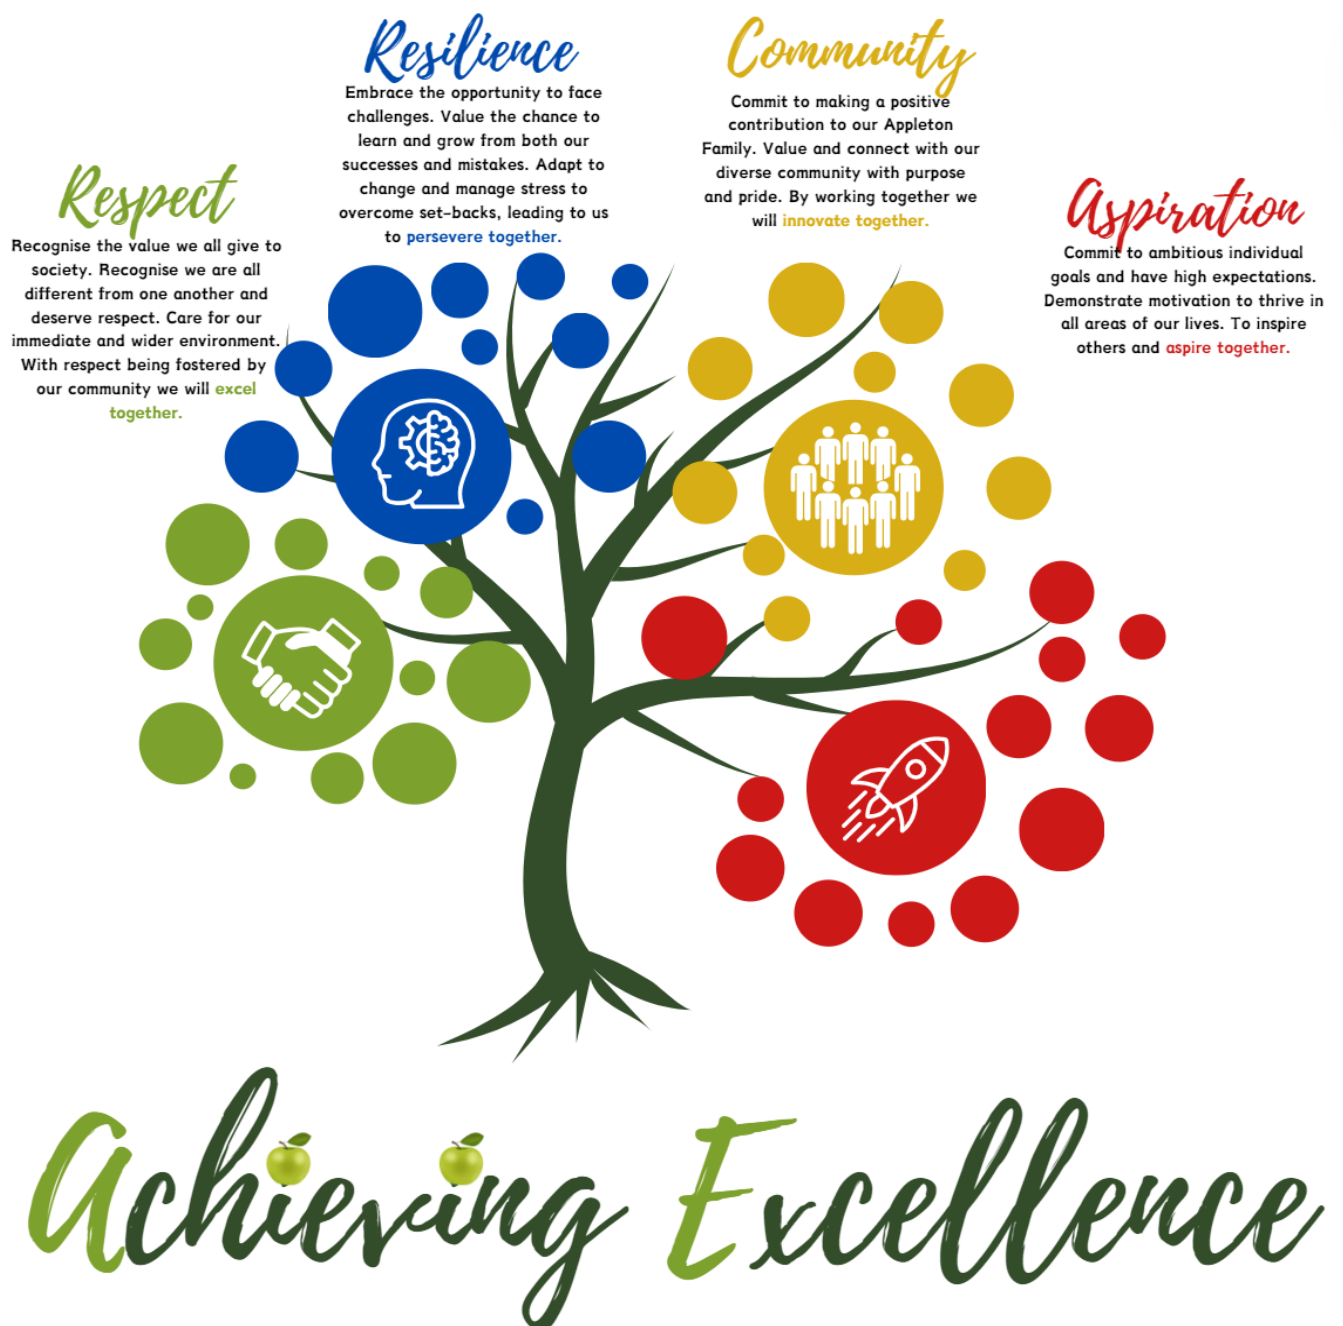 Respect
Recognise the value we all give to
society. Recognise we are all
different from one another and
deserve respect. Care for our
immediate and wider environment.
With respect being fostered by
our community we will excel
together.
Resilience
Embrace the opportunity to face
challenges. Value the chance to
learn and grow from both our
successes and mistakes. Adapt to
change and manage stress to
overcome set-backs, leading to us
to persevere together.
Community
Commit to making a positive
contribution to our Appleton
Family. Value and connect with our
diverse community with purpose
and pride. By working together we
will innovate together.
Aspiration
Commit to ambitious individual
goals and have high expectations.
Demonstrate motivation to thrive in
all areas of our lives. To inspire
others and aspire together.
Achieving Excellence